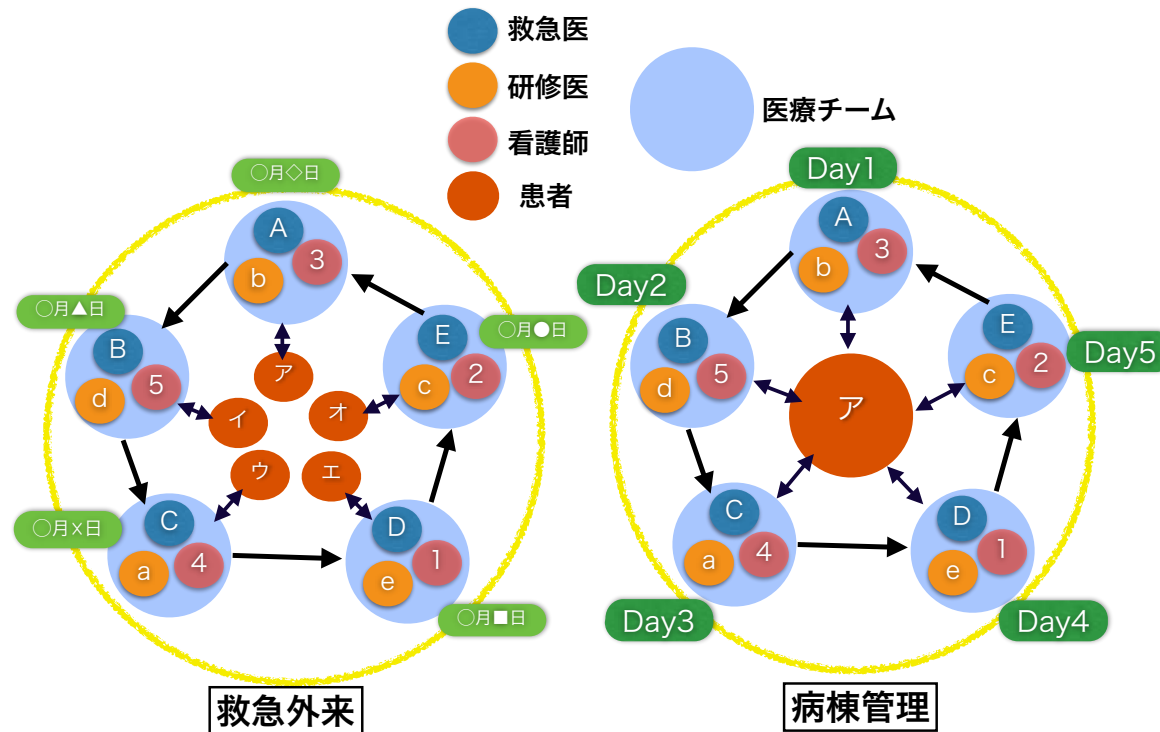 救急医
研修医
看護師
患者
医療チーム
○月◇日
A
b
3
○月▲日
B
d
5
○月×日
C
a
4
○月■日
D
e
1
○月●日
E
c
2
ア
イ
ウ
エ
オ
救急外来
Day1
A
b
3
Day2
B
d
5
Day3
C
a
4
Day4
D
e
1
Day5
E
c
2
ア
病棟管理